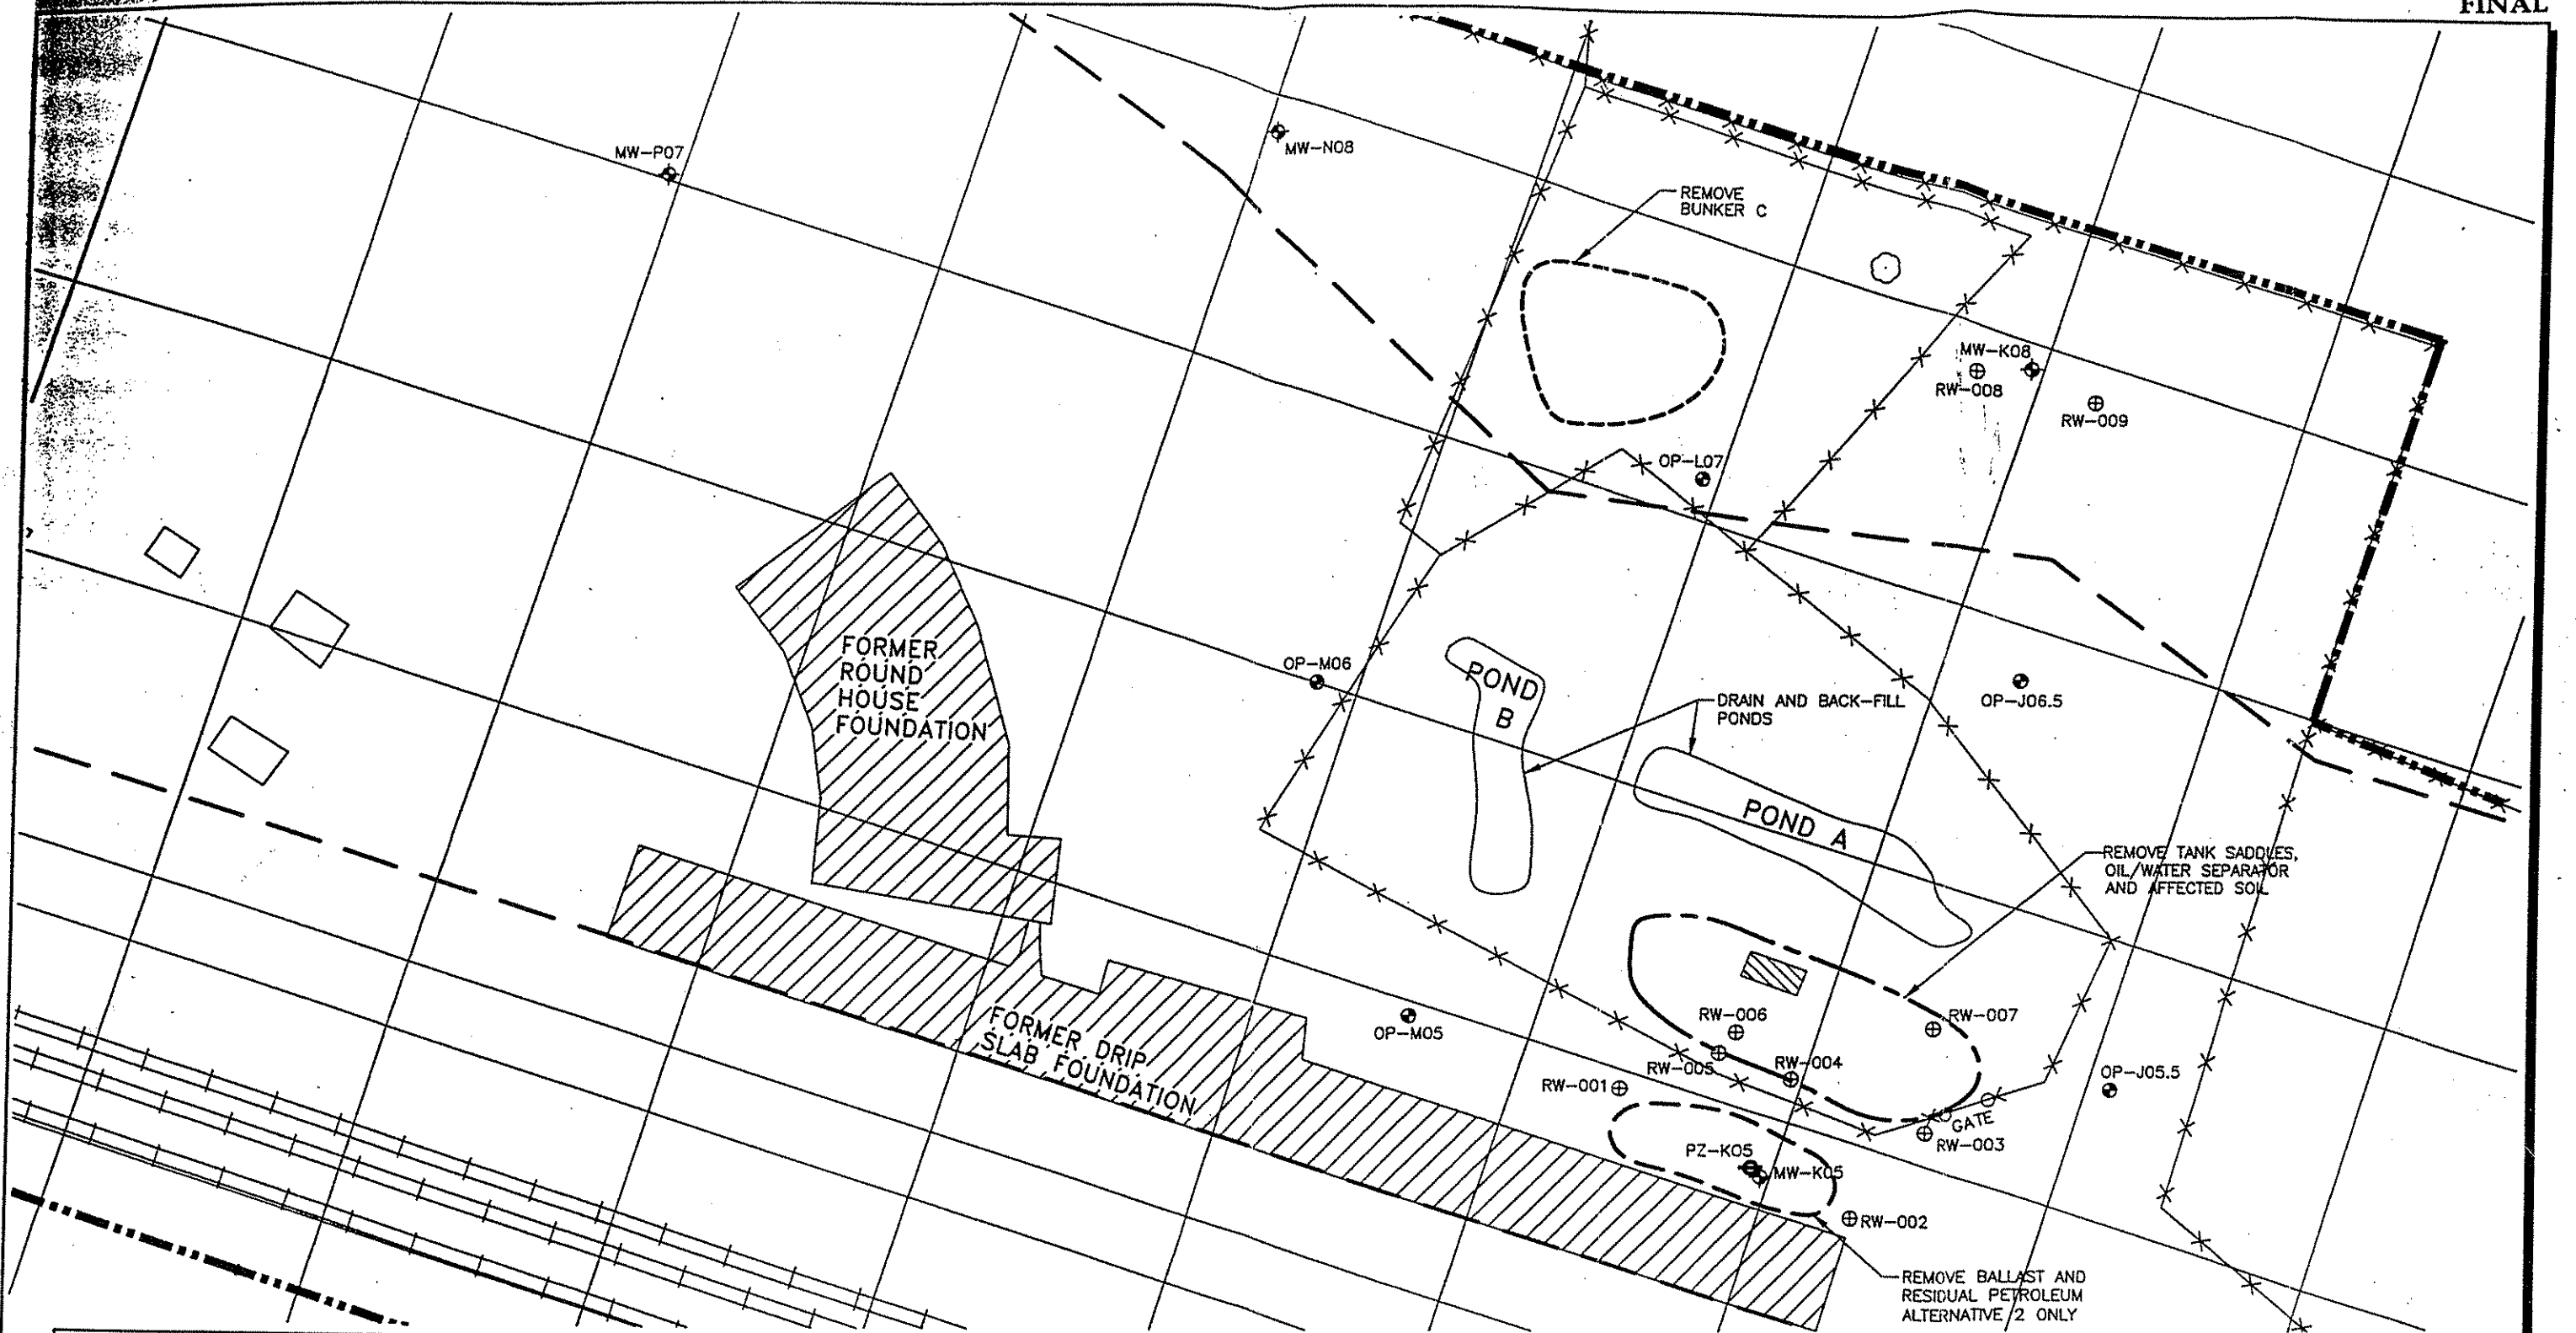 FINAL
MW-P07
MW-N08
REMOVE
BUNKER C
MW-K08
RW-008
RW-009
OP-L07
FORMER
ROUND
HOUSE
FOUNDATION
OP-M06
POND
B
DRAIN AND BACK-FILL
PONDS
OP-J06.5
POND A
REMOVE TANK SADDLES,
OIL/WATER SEPARATOR
AND AFFECTED SOIL
FORMER DRIP
SLAB FOUNDATION
OP-M05
RW-006
RW-007
RW-005
RW-004
RW-001
OP-J05.5
GATE
RW-003
PZ-K05
MW-K05
RW-002
REMOVE BALLAST AND
RESIDUAL PETROLEUM
ALTERNATIVE 2 ONLY